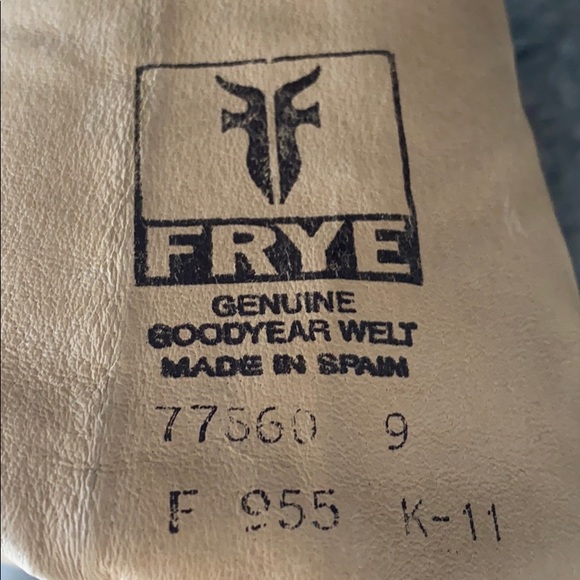 FRYE
GENUINE
GOODYEAR WELT
MADE IN SPAIN
77560 9
F 955 K-11